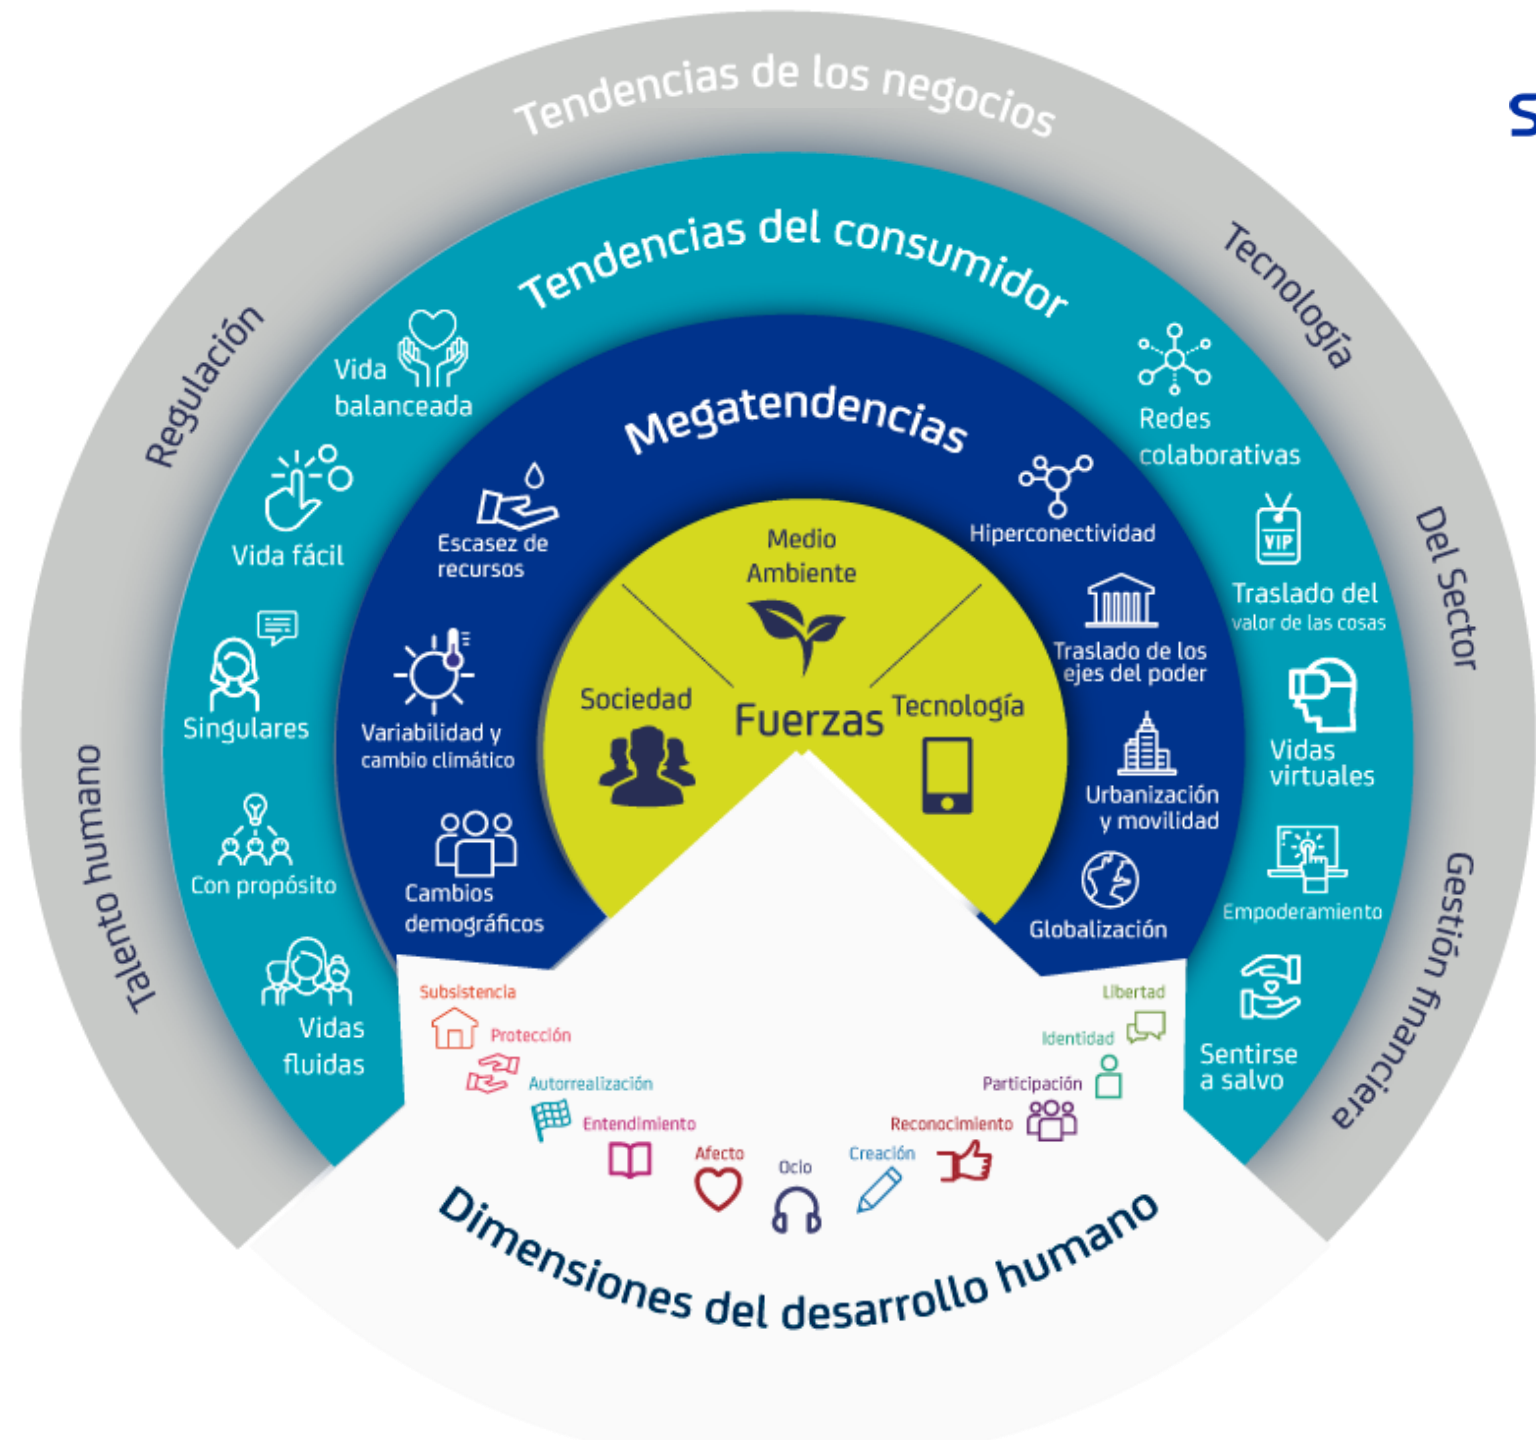 Tendencias de los negocios
S
Talento humano
Regulación
Tecnología
Del Sector
Gestión financiera
Tendencias del consumidor
Vida
balanceada
Vida fácil
Singulares
Con propósito
Vidas
fluidas
Redes
colaborativas
VIP
Traslado del
valor de las cosas
Vidas
virtuales
Empoderamiento
Sentirse
a salvo
Megatendencias
Escasez de
recursos
Variabilidad y
cambio climático
Cambios
demográficos
Hiperconectividad
Traslado de los
ejes del poder
Urbanización
y movilidad
Globalización
Medio
Ambiente
Sociedad
Fuerzas
Tecnología
Subsistencia
Protección
Autorrealización
Entendimiento
Afecto
Ocio
Creación
Reconocimiento
Participación
Identidad
Libertad
Dimensiones del desarrollo humano